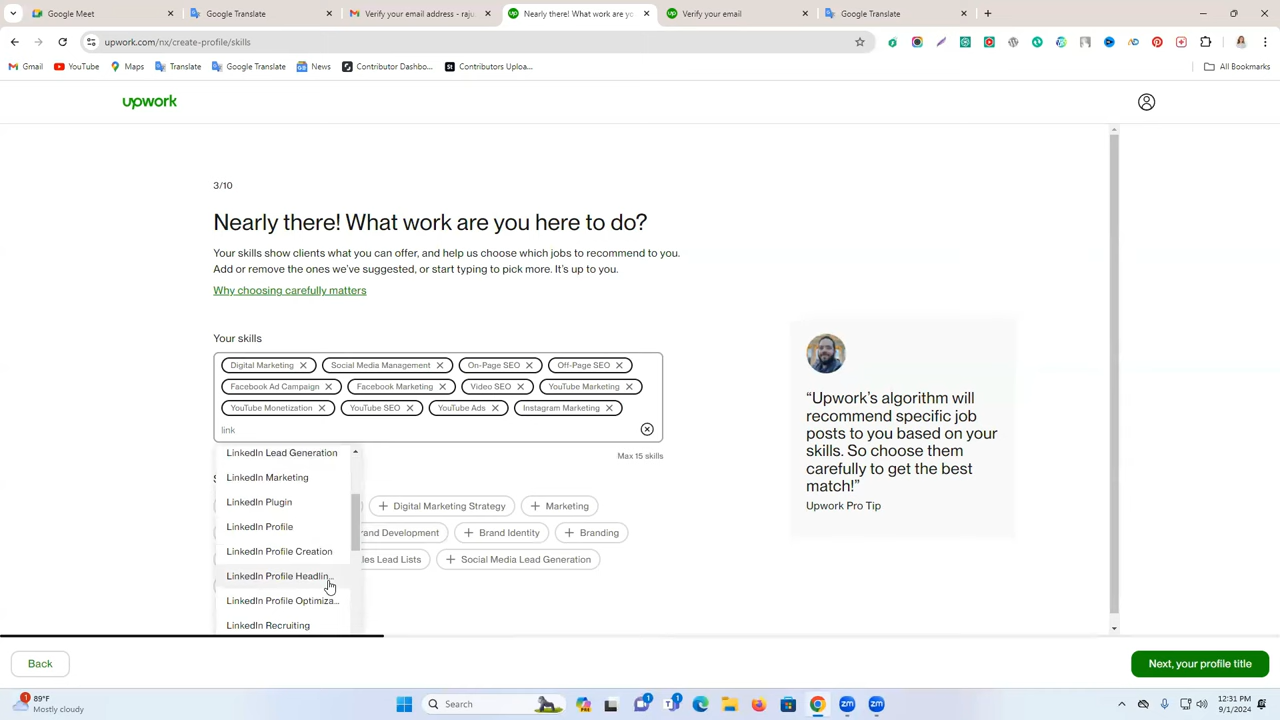 Google Meet
Google Translate
Verify your email address - raju
Nearly there! What work are yo
Verify your email
Google Translate
upwork.com/nx/create-profile/skills
Gmail
YouTube
Maps
Translate
Google Translate
News
Contributor Dashbo...
Contributors Uploa...
All Bookmarks
upwork
3/10
Nearly there! What work are you here to do?
Your skills show clients what you can offer, and help us choose which jobs to recommend to you.
Add or remove the ones we've suggested, or start typing to pick more. It's up to you.
Why choosing carefully matters
Your skills
Digital Marketing
Social Media Management
On-Page SEO
Off-Page SEO
Facebook Ad Campaign
Facebook Marketing
Video SEO
YouTube Marketing
YouTube Monetization
YouTube SEO
YouTube Ads
Instagram Marketing
link
Max 15 skills
LinkedIn Lead Generation
LinkedIn Marketing
LinkedIn Plugin
LinkedIn Profile
LinkedIn Profile Creation
LinkedIn Profile Headlin...
LinkedIn Profile Optimiza...
LinkedIn Recruiting
Digital Marketing Strategy
Marketing
rand Development
Brand Identity
Branding
les Lead Lists
Social Media Lead Generation
"Upwork's algorithm will
recommend specific job
posts to you based on your
skills. So choose them
carefully to get the best
match!"
Upwork Pro Tip
Back
Next, your profile title
1
89°F
Mostly cloudy
Search
1
1
12:31 PM
9/1/2024